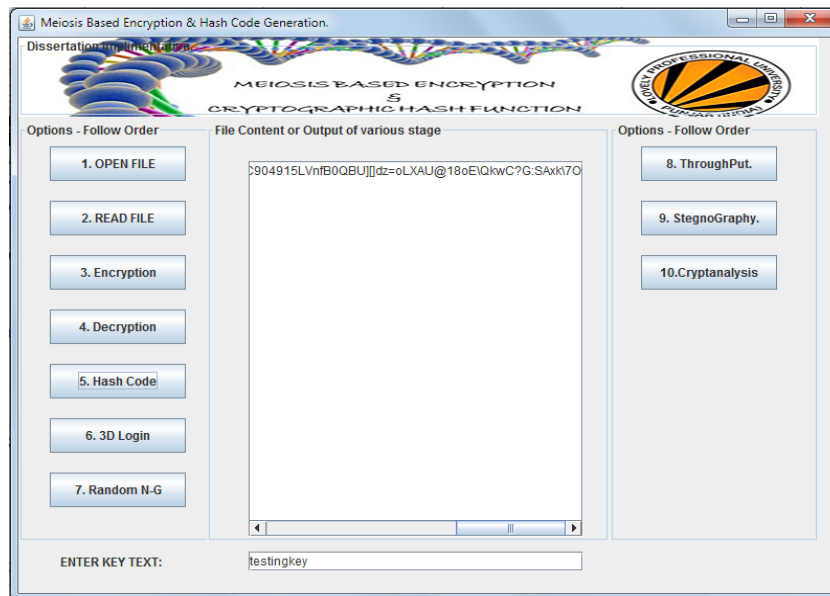 Meiosis Based Encryption & Hash Code Generation.
Dissertation Implimentation.
MEIOSIS BASED ENCRYPTION
&
CRYPTOGRAPHIC HASH FUNCTION
LOVELY PROFESSIONAL UNIVERSITY
PUNJAB (INDIA)
Options - Follow Order
1. OPEN FILE
2. READ FILE
3. Encryption
4. Decryption
5. Hash Code
6. 3D Login
7. Random N-G
File Content or Output of various stage
C904915LVnfB0QBU][]dz=oLXAU@18oE\QkwC?G:SAxk\7O
Options - Follow Order
8. ThroughPut.
9. StegnoGraphy.
10.Cryptanalysis
ENTER KEY TEXT:
testingkey